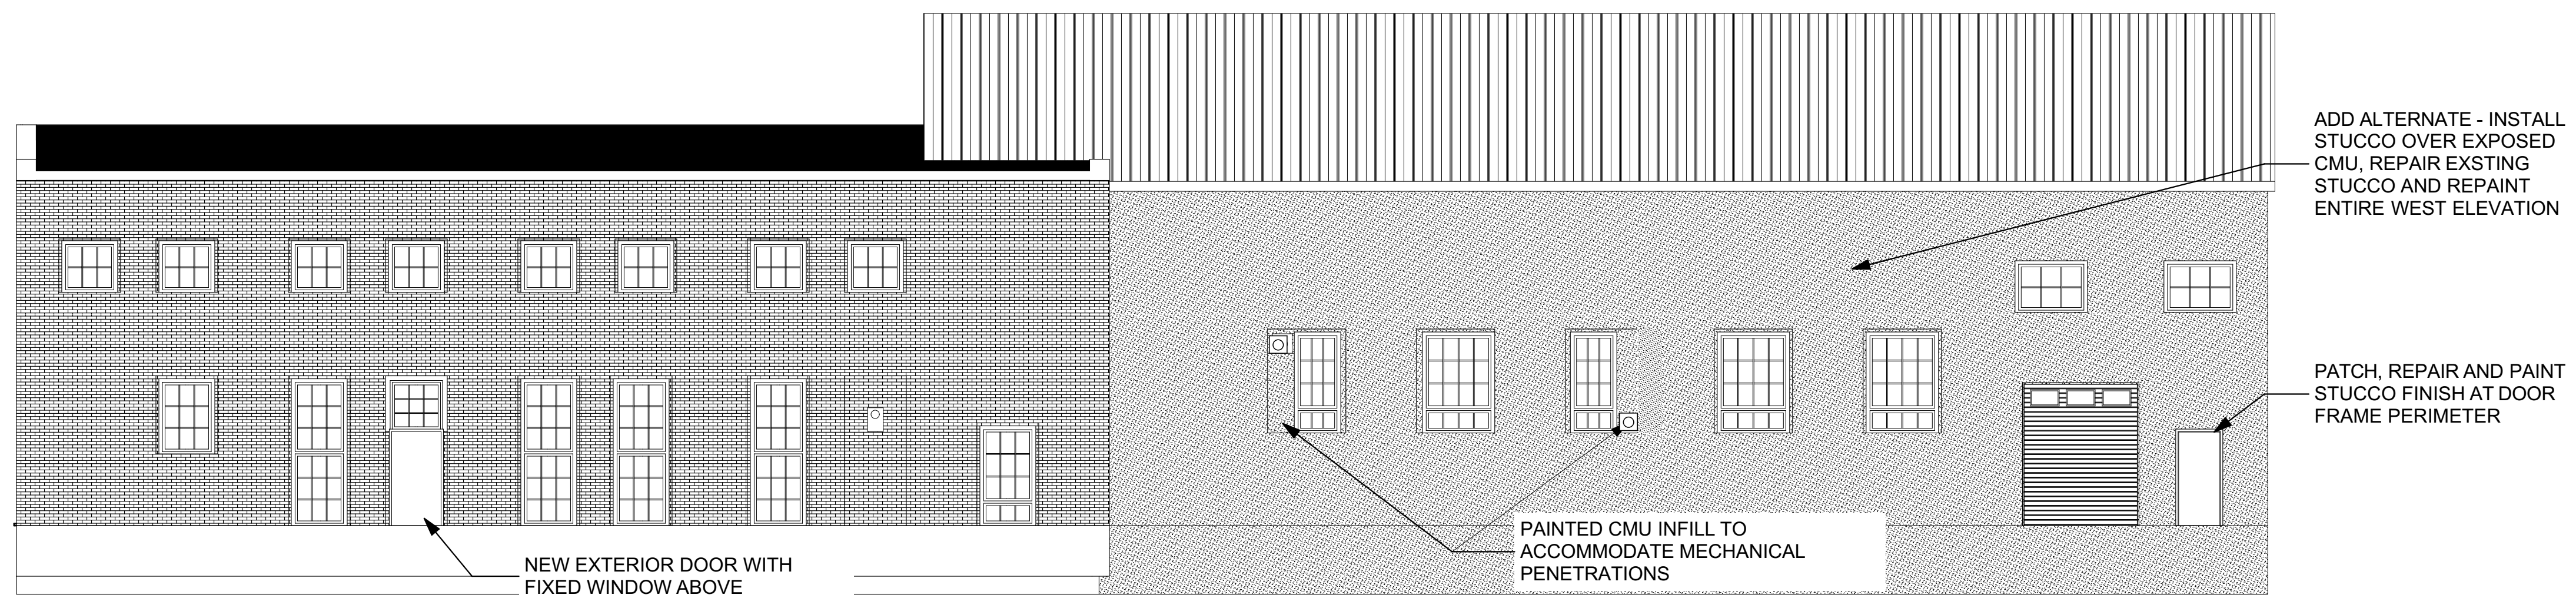 ADD ALTERNATE - INSTALL
STUCCO OVER EXPOSED
CMU, REPAIR EXSTING
STUCCO AND REPAINT
ENTIRE WEST ELEVATION
PATCH, REPAIR AND PAINT
STUCCO FINISH AT DOOR
FRAME PERIMETER
NEW EXTERIOR DOOR WITH
FIXED WINDOW ABOVE
PAINTED CMU INFILL TO
ACCOMMODATE MECHANICAL
PENETRATIONS